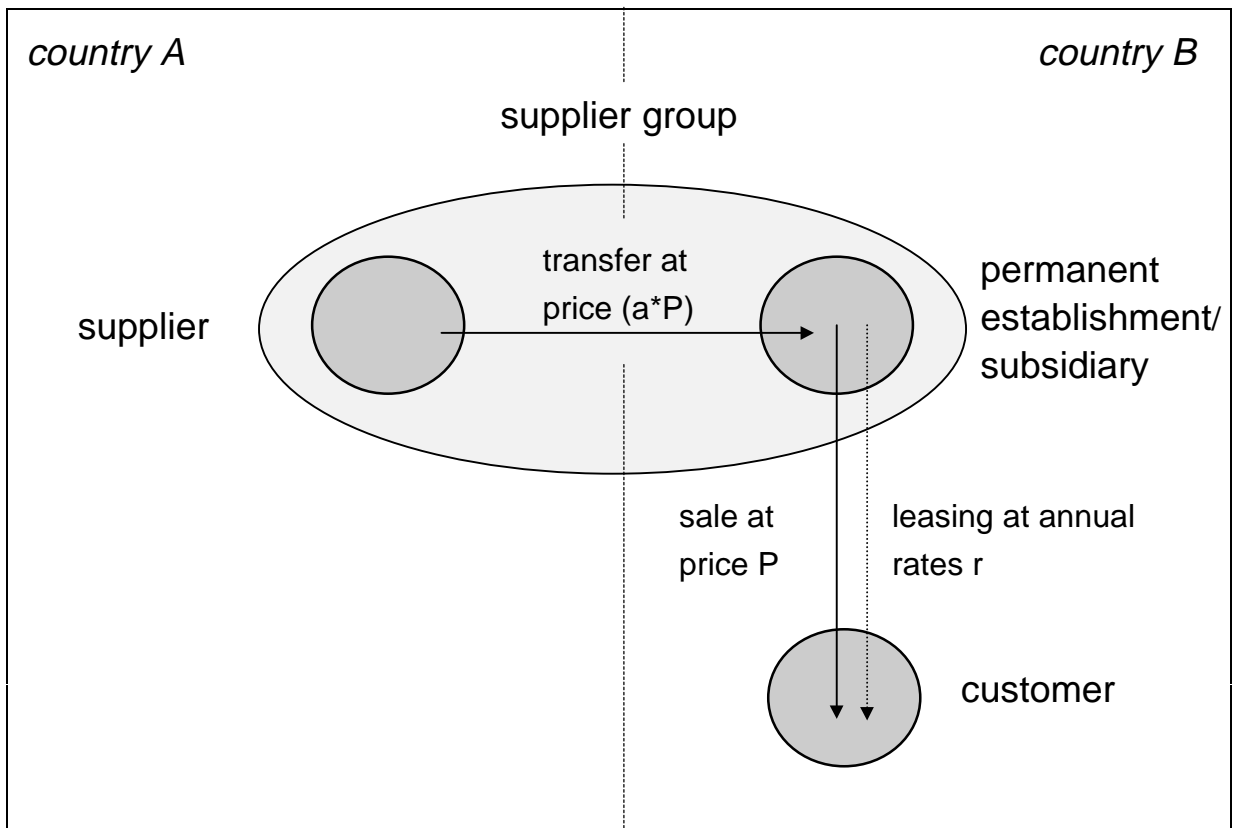 country A
country B
supplier group
transfer at
price (a*P)
supplier
permanent
establishment/
subsidiary
sale at
price P
leasing at annual
rates r
customer